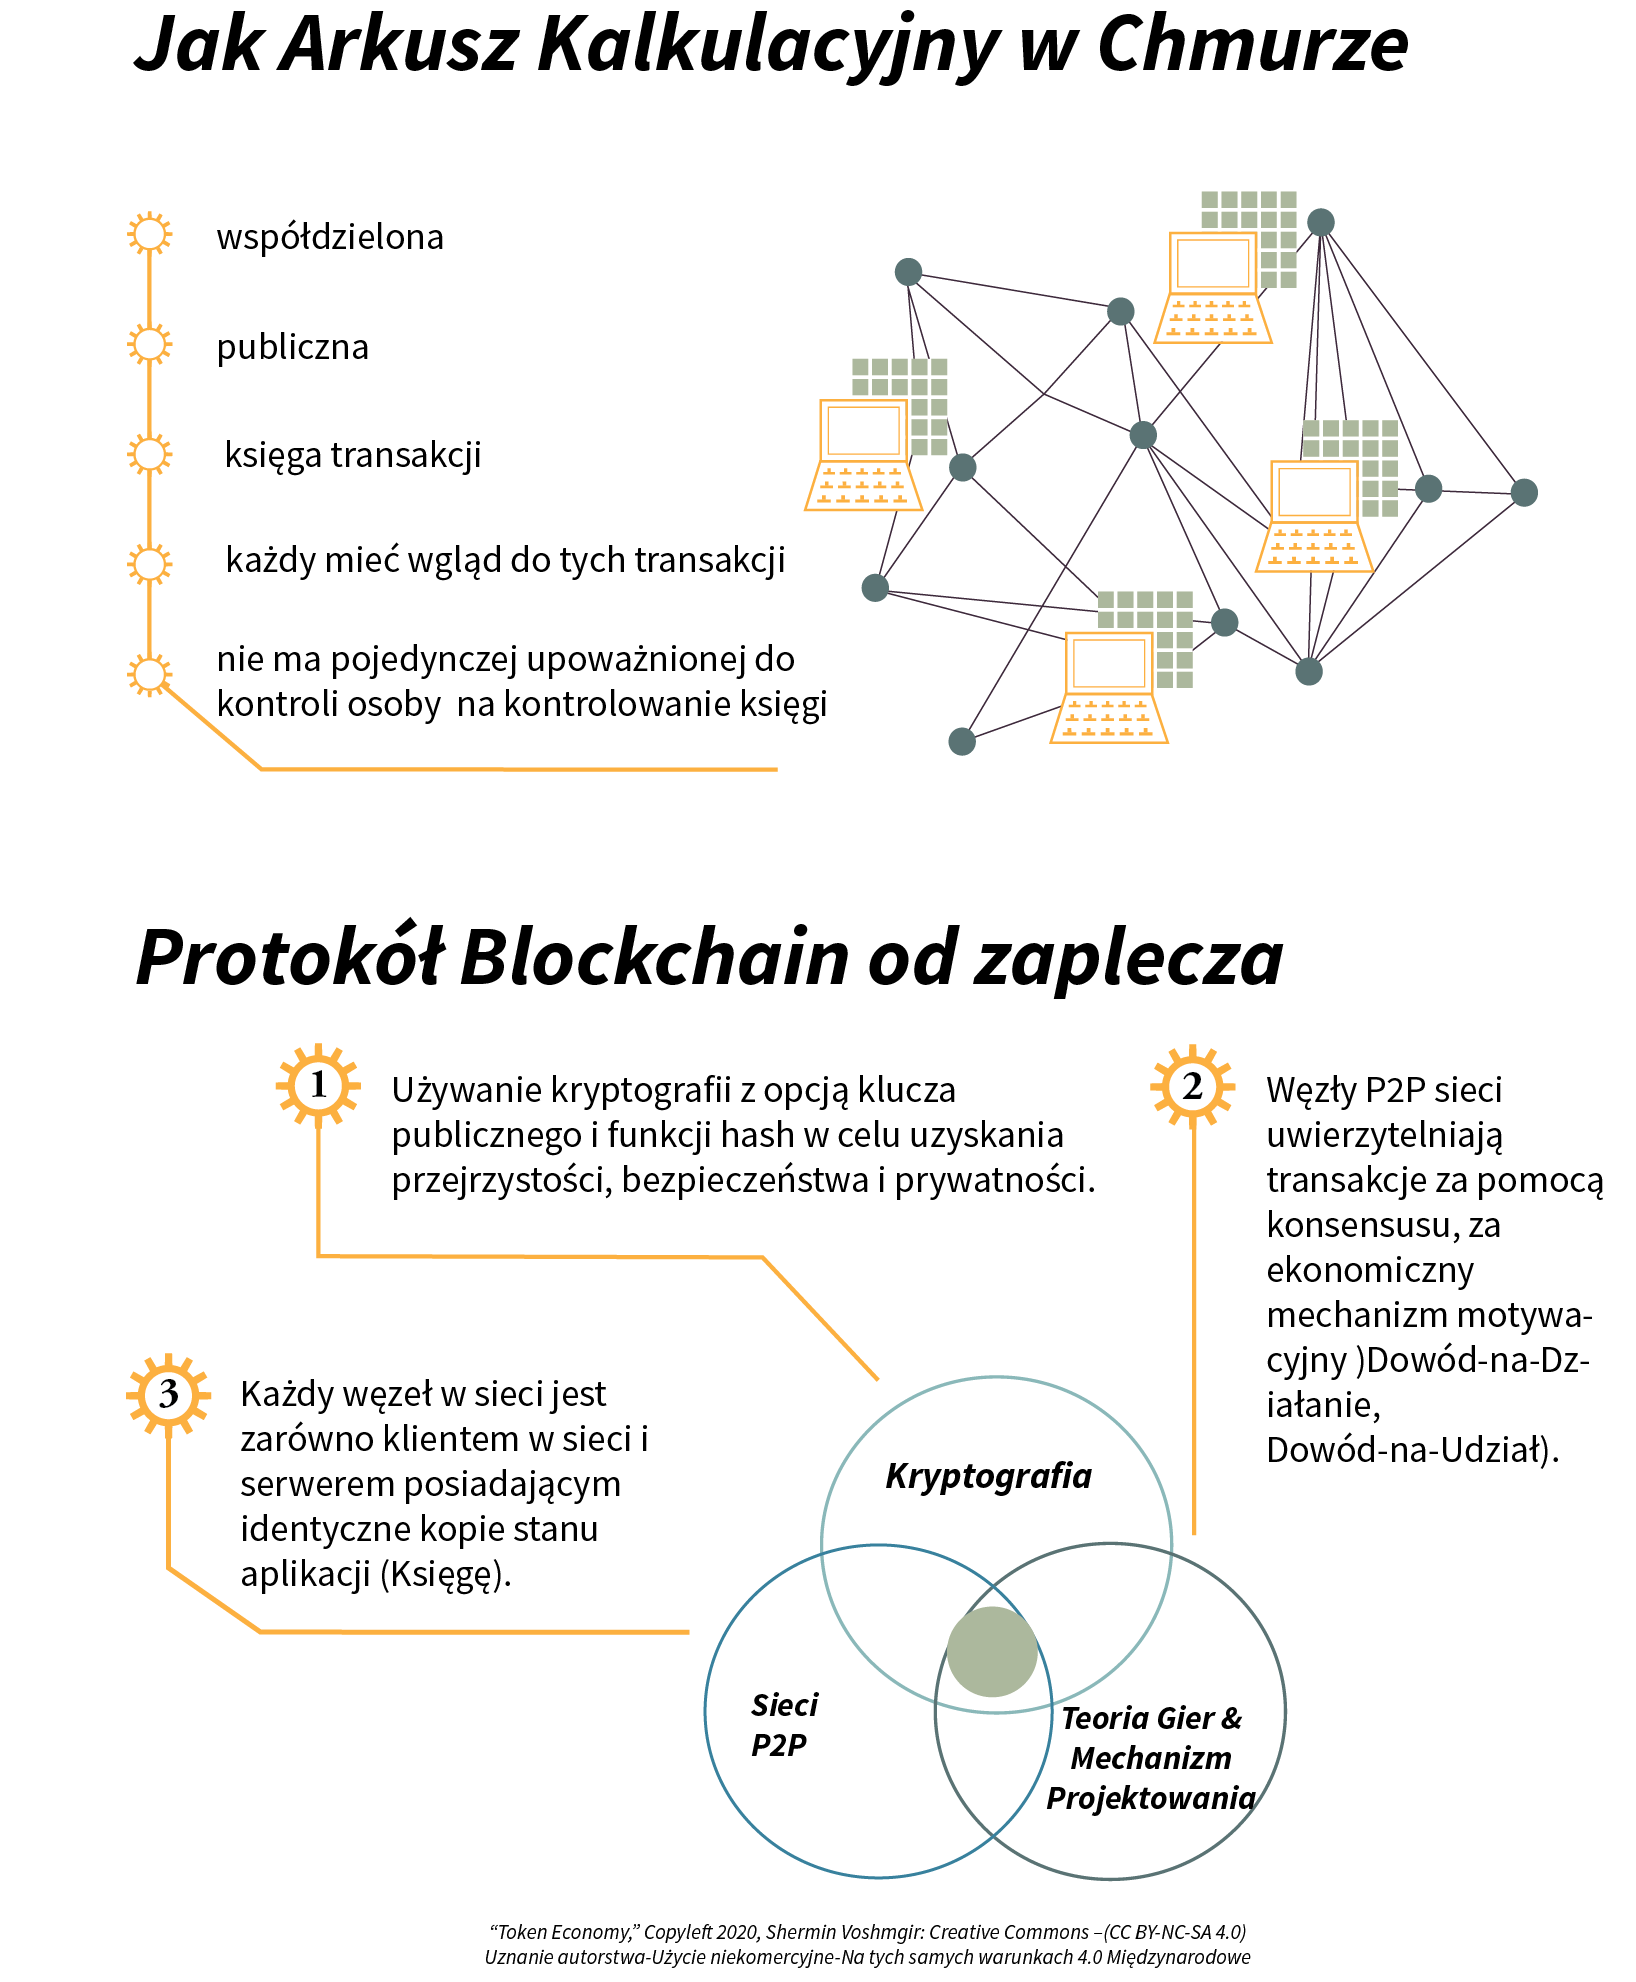 Jak Arkusz Kalkulacyjny w Chmurze
współdzielona
publiczna
księga transakcji
każdy mieć wgląd do tych transakcji
nie ma pojedynczej upoważnionej do
kontroli osoby na kontrolowanie księgi
Protokół Blockchain od zaplecza
1
Używanie kryptografii z opcją klucza
publicznego i funkcji hash w celu uzyskania
przejrzystości, bezpieczeństwa i prywatności.
2
Węzły P2P sieci
uwierzytelniają
transakcje za pomocą
konsensusu, za
ekonomiczny
mechanizm motywa-
cyjny )Dowód-na-Dz-
iałanie,
Dowód-na-Udział).
3
Każdy węzeł w sieci jest
zarówno klientem w sieci i
serwerem posiadającym
identyczne kopie stanu
aplikacji (Księgę).
Kryptografia
Sieci
P2P
Teoria Gier &
Mechanizm
Projektowania
“Token Economy,” Copyleft 2020, Shermin Voshmgir: Creative Commons –(CC BY-NC-SA 4.0)
Uznanie autorstwa-Użycie niekomercyjne-Na tych samych warunkach 4.0 Międzynarodowe